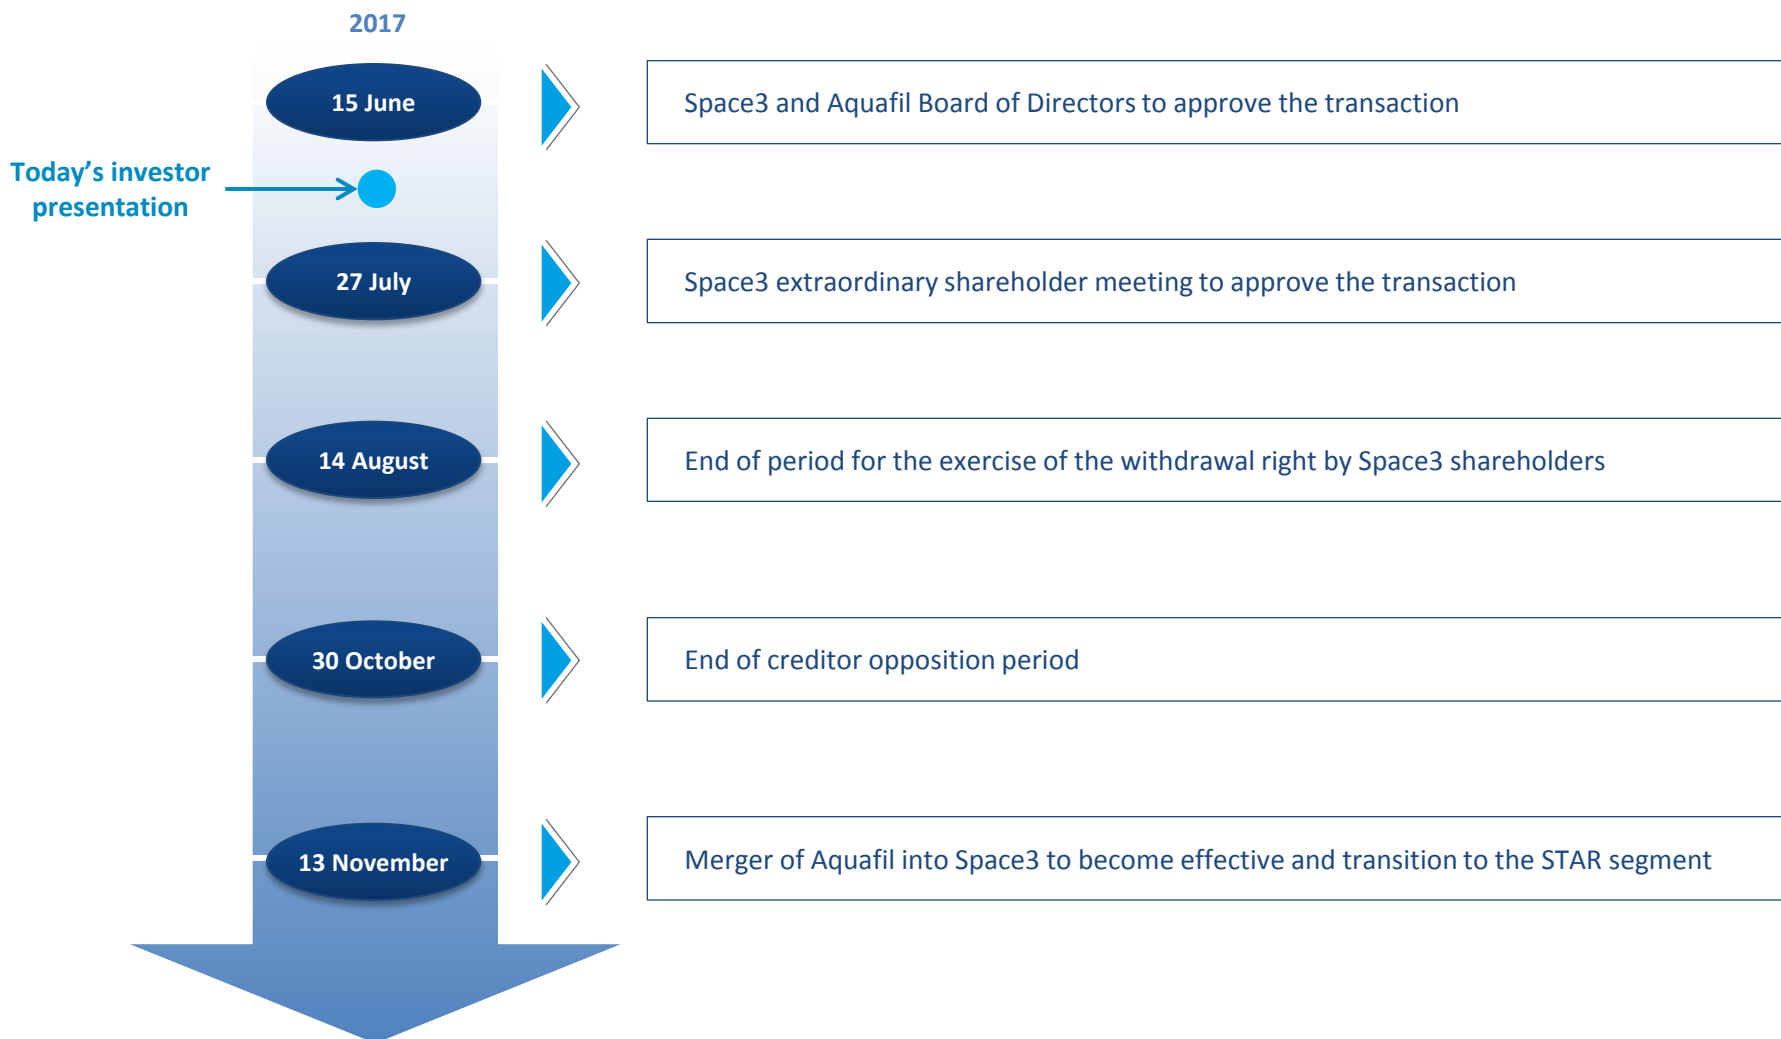 2017
15 June
Space3 and Aquafil Board of Directors to approve the transaction
Today’s investor
presentation
27 July
Space3 extraordinary shareholder meeting to approve the transaction
14 August
End of period for the exercise of the withdrawal right by Space3 shareholders
30 October
End of creditor opposition period
13 November
Merger of Aquafil into Space3 to become effective and transition to the STAR segment